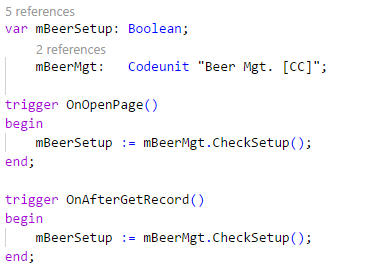 5 references
var mBeerSetup: Boolean;
2 references
mBeerMgt:   Codeunit "Beer Mgt. [CC]";
trigger OnOpenPage()
begin
mBeerSetup := mBeerMgt.CheckSetup();
end;
trigger OnAfterGetRecord()
begin
mBeerSetup := mBeerMgt.CheckSetup();
end;